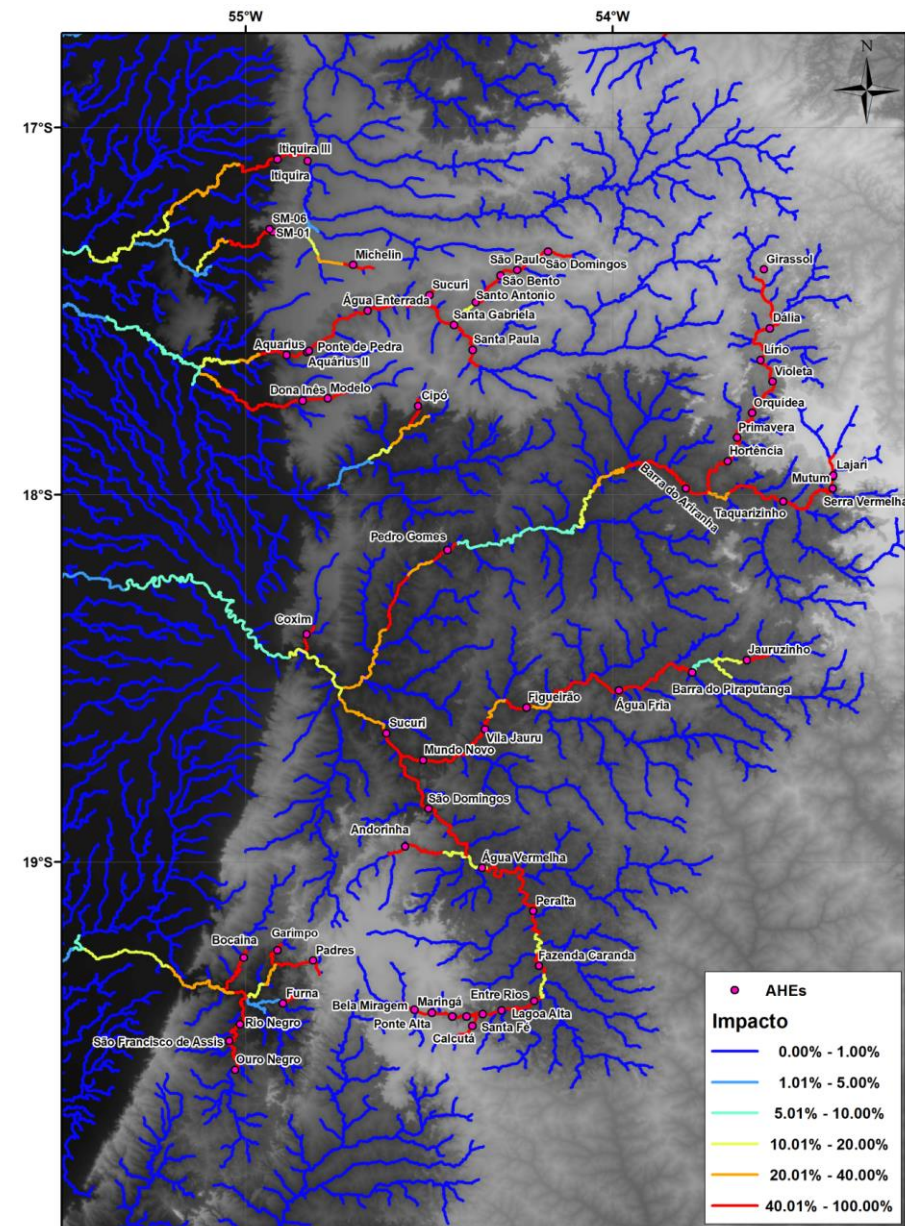 55°W
54°W
N
17°S
Itiquira III
Itiquira
SM-06
SM-01
Michelin
São Paulo
São Domingos
São Bento
Girassol
Sucuri
Santo Antonio
Água Enterrada
Santa Gabriela
Dália
Aquarius
Ponte de Pedra
Aquárius II
Santa Paula
Lírio
Violeta
Dona Inês
Modelo
Cipó
Orquidea
Primavera
Hortência
Lajari
Barra do Ariranha
Mutum
18°S
Taquarizinho
Serra Vermelha
Pedro Gomes
Coxim
Jauruzinho
Barra do Piraputanga
Água Fria
Figueirão
Sucuri
Vila Jauru
Mundo Novo
São Domingos
Andorinha
19°S
Água Vermelha
Peralta
Bocaina
Garimpo
Padres
Fazenda Caranda
Furna
Bela Miragem
Maringá
Entre Rios
Rio Negro
Ponte Alta
Lagoa Alta
São Francisco de Assis
Calcutá
Santa Fé
Ouro Negro
AHEs
Impacto
0.00% - 1.00%
1.01% - 5.00%
5.01% - 10.00%
10.01% - 20.00%
20.01% - 40.00%
40.01% - 100.00%